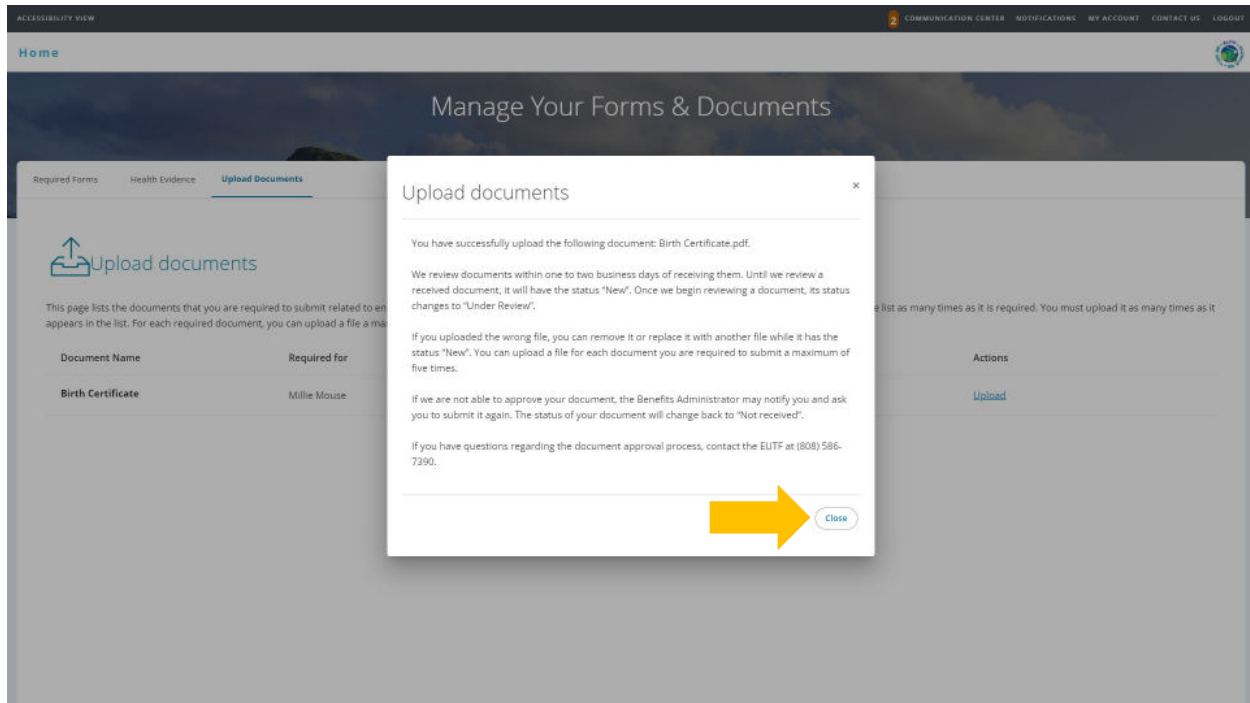 ACCESSIBILITY VIEW
2 COMMUNICATION CENTER NOTIFICATIONS MY ACCOUNT CONTACT US LOGOUT
Home
Manage Your Forms & Documents
Required Forms Health Evidence Upload Documents
Upload documents
This page lists the documents that you are required to submit related to en
e list as many times as it is required. You must upload it as many times as it
appears in the list. For each required document, you can upload a file a ma
Document Name Required for Actions
Birth Certificate Millie Mouse Upload
Upload documents ×
You have successfully upload the following document: Birth Certificate.pdf.
We review documents within one to two business days of receiving them. Until we review a
received document, it will have the status "New". Once we begin reviewing a document, its status
changes to "Under Review".
If you uploaded the wrong file, you can remove it or replace it with another file while it has the
status "New". You can upload a file for each document you are required to submit a maximum of
five times.
If we are not able to approve your document, the Benefits Administrator may notify you and ask
you to submit it again. The status of your document will change back to "Not received".
If you have questions regarding the document approval process, contact the EUTF at (808) 586-
7390.
Close